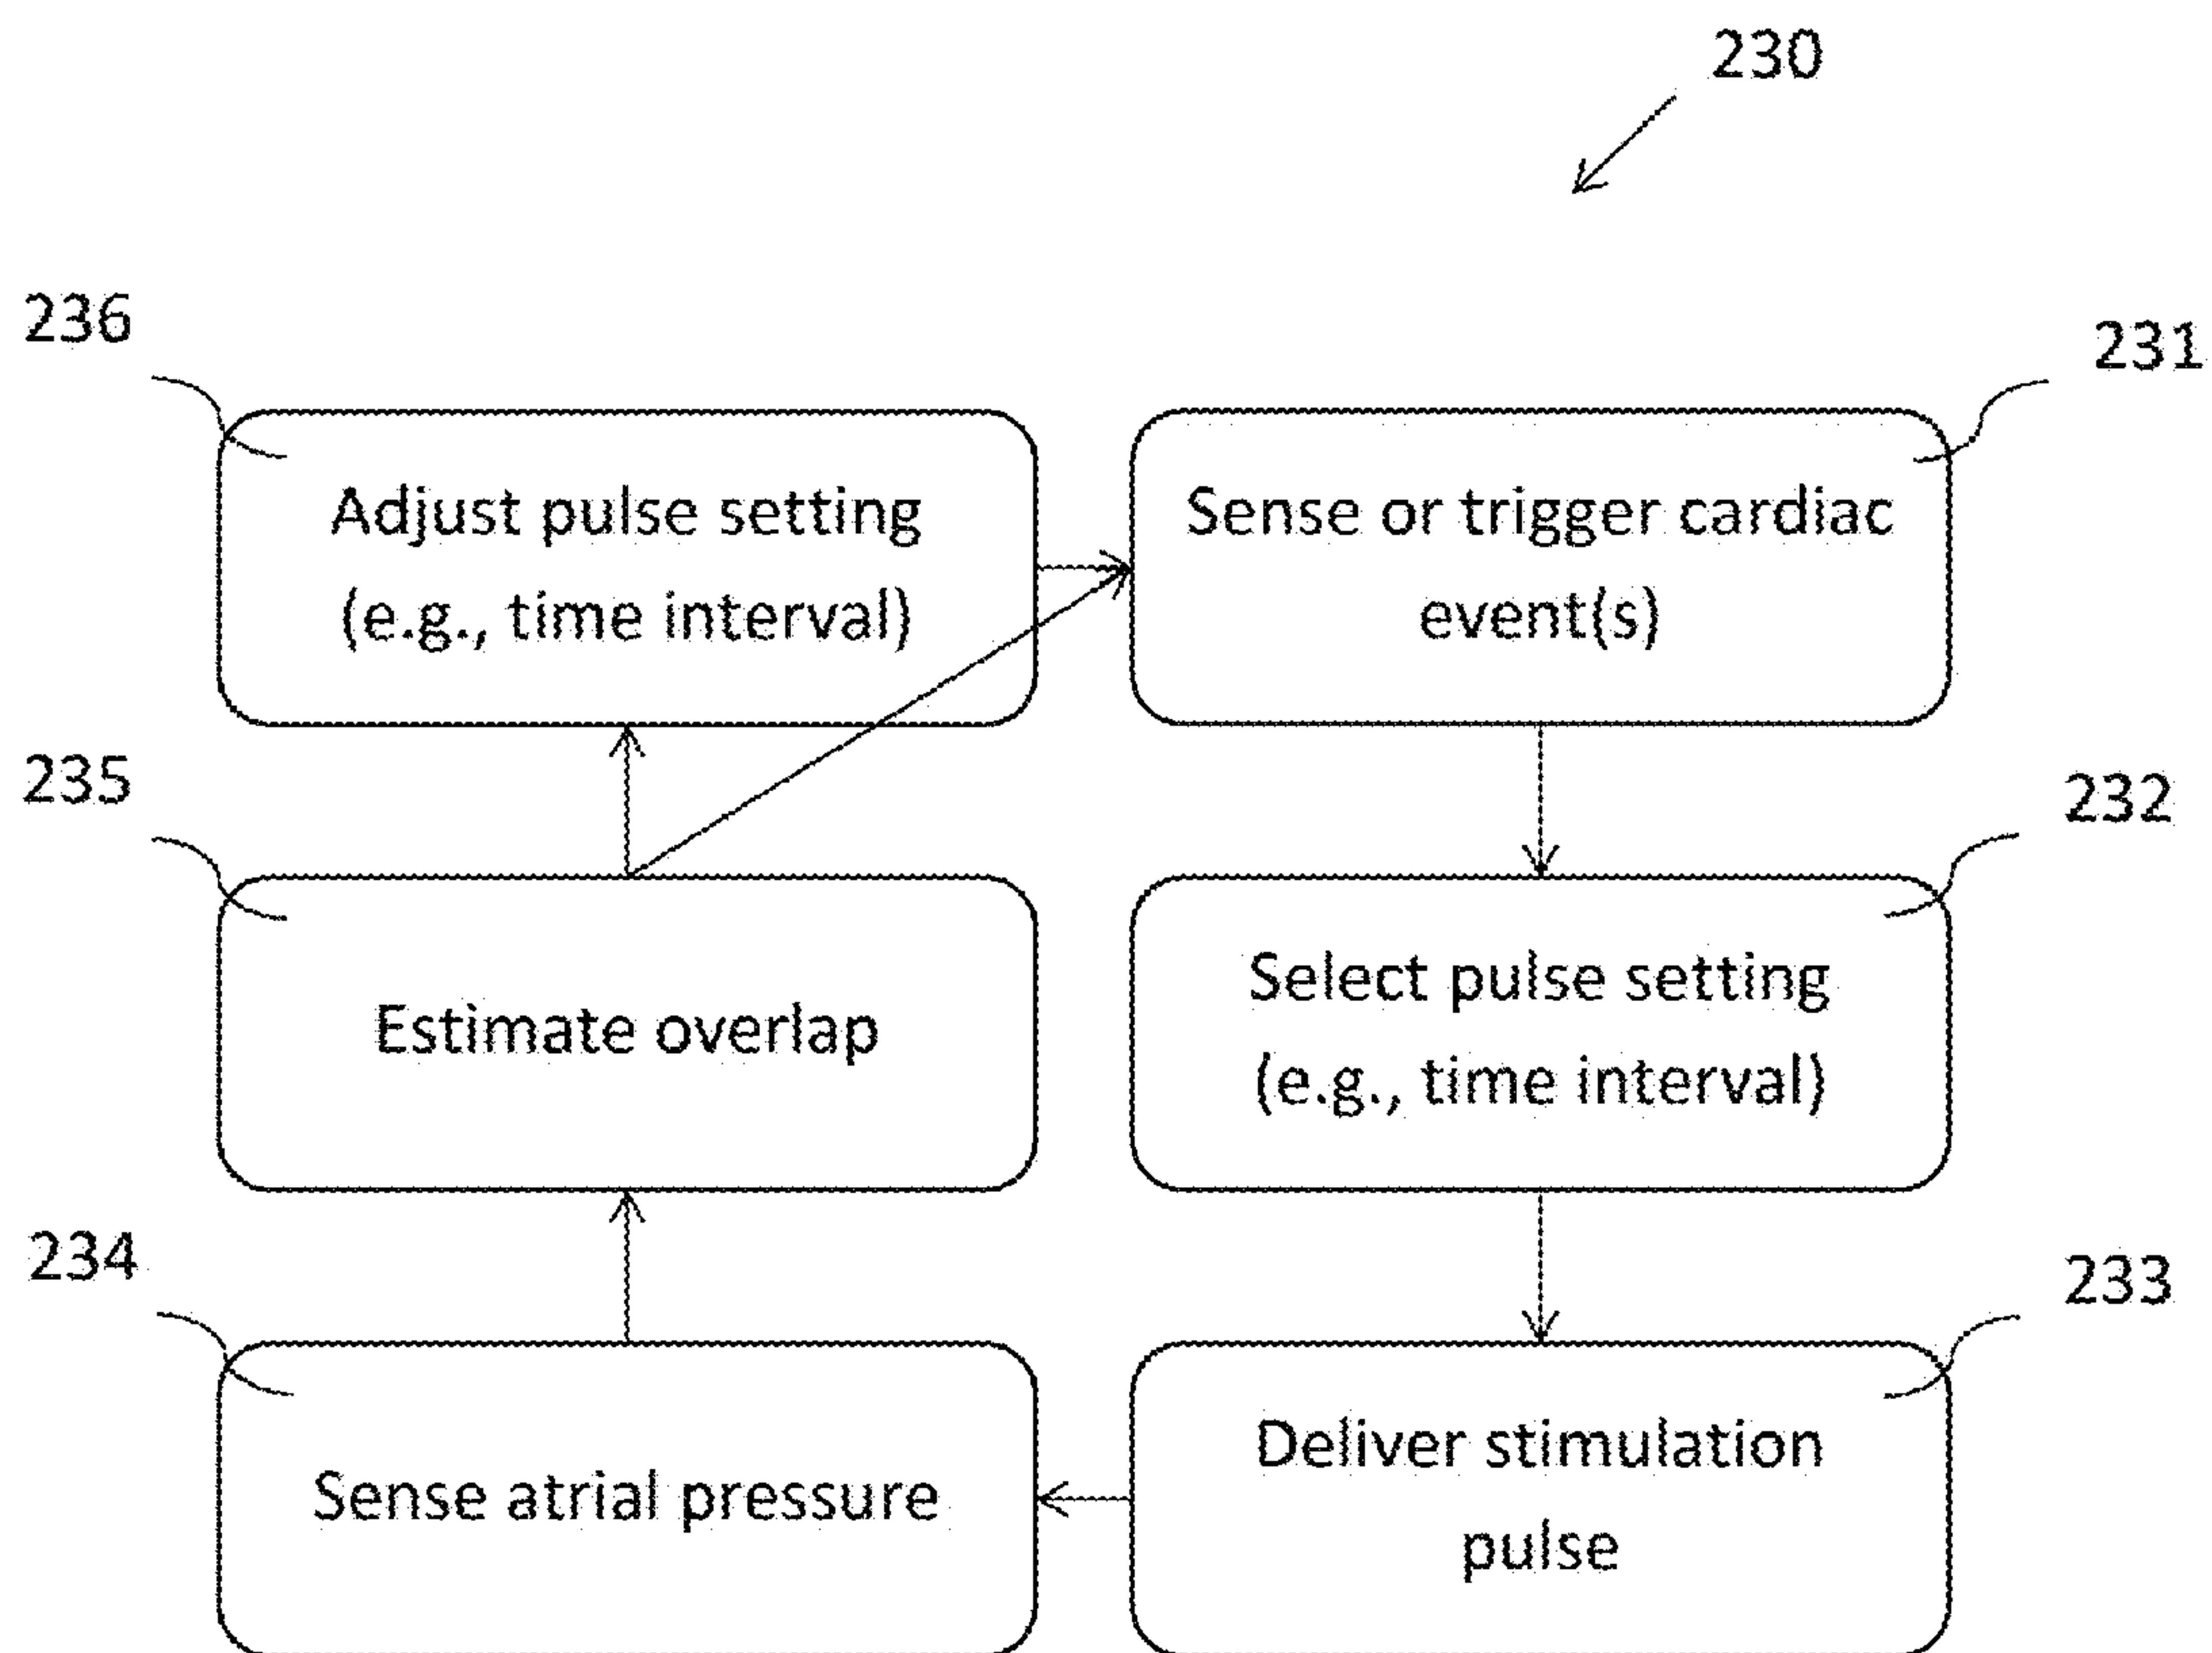 230
236
231
Adjust pulse setting
(e.g., time interval)
Sense or trigger cardiac
event(s)
235
232
Estimate overlap
Select pulse setting
(e.g., time interval)
234
233
Sense atrial pressure
Deliver stimulation
pulse